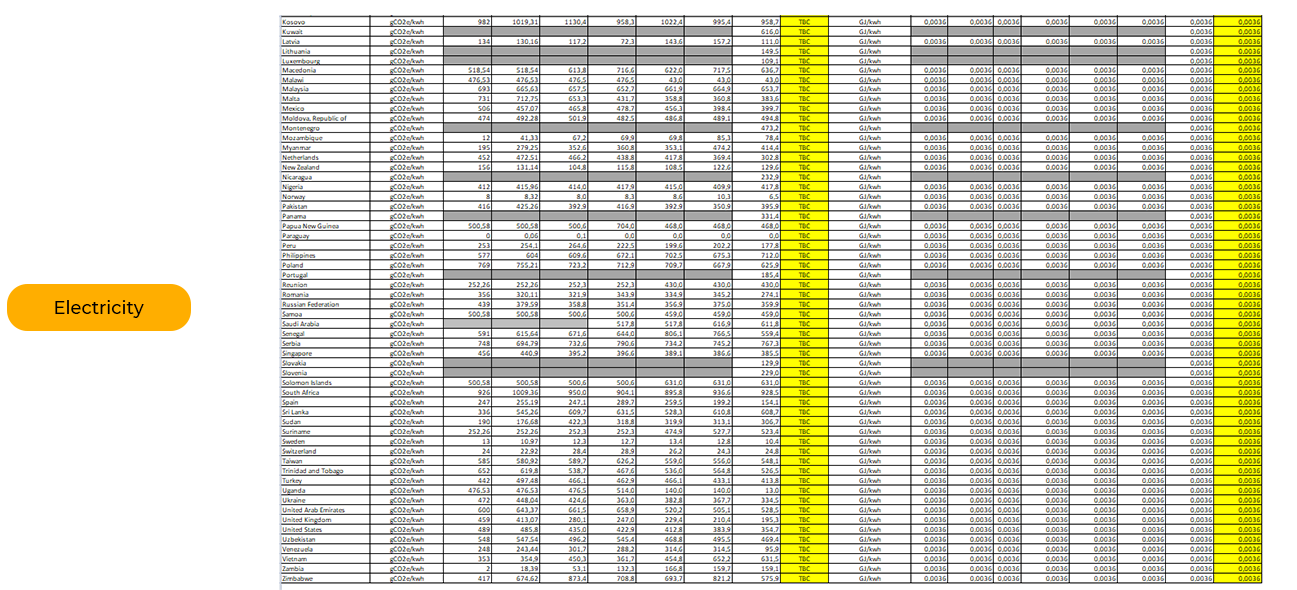 Kosovo gCO2e/kwh 982 1019,31 1130,4 958,3 1022,4 995,4 958,7 TBC GJ/kwh 0,0036 0,0036 0,0036 0,0036 0,0036 0,0036 0,0036 0,0036
Kuwait gCO2e/kwh 616,0 TBC GJ/kwh 0,0036 0,0036
Latvia gCO2e/kwh 134 130,16 117,2 72,3 143,6 157,2 111,0 TBC GJ/kwh 0,0036 0,0036 0,0036 0,0036 0,0036 0,0036 0,0036 0,0036
Lithuania gCO2e/kwh 149,5 TBC GJ/kwh 0,0036 0,0036
Luxembourg gCO2e/kwh 109,1 TBC GJ/kwh 0,0036 0,0036
Macedonia gCO2e/kwh 518,54 518,54 613,8 716,6 622,0 717,5 636,7 TBC GJ/kwh 0,0036 0,0036 0,0036 0,0036 0,0036 0,0036 0,0036 0,0036
Malawi gCO2e/kwh 476,53 476,53 476,5 476,5 43,0 43,0 43,0 TBC GJ/kwh 0,0036 0,0036 0,0036 0,0036 0,0036 0,0036 0,0036 0,0036
Malaysia gCO2e/kwh 693 665,63 657,5 652,7 661,9 664,9 653,7 TBC GJ/kwh 0,0036 0,0036 0,0036 0,0036 0,0036 0,0036 0,0036 0,0036
Malta gCO2e/kwh 731 712,75 653,3 431,7 358,8 360,8 383,6 TBC GJ/kwh 0,0036 0,0036 0,0036 0,0036 0,0036 0,0036 0,0036 0,0036
Mexico gCO2e/kwh 506 457,07 465,8 478,7 456,3 398,4 399,7 TBC GJ/kwh 0,0036 0,0036 0,0036 0,0036 0,0036 0,0036 0,0036 0,0036
Moldova, Republic of gCO2e/kwh 474 492,28 501,9 482,5 486,8 489,1 494,8 TBC GJ/kwh 0,0036 0,0036 0,0036 0,0036 0,0036 0,0036 0,0036 0,0036
Montenegro gCO2e/kwh 473,2 TBC GJ/kwh 0,0036 0,0036
Mozambique gCO2e/kwh 12 41,33 67,2 69,9 69,8 85,3 78,4 TBC GJ/kwh 0,0036 0,0036 0,0036 0,0036 0,0036 0,0036 0,0036 0,0036
Myanmar gCO2e/kwh 195 279,25 352,6 360,8 353,1 474,2 414,4 TBC GJ/kwh 0,0036 0,0036 0,0036 0,0036 0,0036 0,0036 0,0036 0,0036
Netherlands gCO2e/kwh 452 472,51 466,2 438,8 417,8 369,4 302,8 TBC GJ/kwh 0,0036 0,0036 0,0036 0,0036 0,0036 0,0036 0,0036 0,0036
New Zealand gCO2e/kwh 156 131,14 104,8 115,8 108,5 122,6 129,6 TBC GJ/kwh 0,0036 0,0036 0,0036 0,0036 0,0036 0,0036 0,0036 0,0036
Nicaragua gCO2e/kwh 232,9 TBC GJ/kwh 0,0036 0,0036
Nigeria gCO2e/kwh 412 415,96 414,0 417,9 415,0 409,9 417,8 TBC GJ/kwh 0,0036 0,0036 0,0036 0,0036 0,0036 0,0036 0,0036 0,0036
Norway gCO2e/kwh 8 8,32 8,0 8,3 8,6 10,3 6,5 TBC GJ/kwh 0,0036 0,0036 0,0036 0,0036 0,0036 0,0036 0,0036 0,0036
Pakistan gCO2e/kwh 416 425,26 392,9 416,9 392,9 350,9 395,9 TBC GJ/kwh 0,0036 0,0036 0,0036 0,0036 0,0036 0,0036 0,0036 0,0036
Panama gCO2e/kwh 331,4 TBC GJ/kwh 0,0036 0,0036
Papua New Guinea gCO2e/kwh 500,58 500,58 500,6 704,0 468,0 468,0 468,0 TBC GJ/kwh 0,0036 0,0036 0,0036 0,0036 0,0036 0,0036 0,0036 0,0036
Paraguay gCO2e/kwh 0 0,06 0,1 0,0 0,0 0,0 0,0 TBC GJ/kwh 0,0036 0,0036 0,0036 0,0036 0,0036 0,0036 0,0036 0,0036
Peru gCO2e/kwh 253 254,1 264,6 222,5 199,6 202,2 177,8 TBC GJ/kwh 0,0036 0,0036 0,0036 0,0036 0,0036 0,0036 0,0036 0,0036
Philippines gCO2e/kwh 577 604 609,6 672,1 702,5 675,3 712,0 TBC GJ/kwh 0,0036 0,0036 0,0036 0,0036 0,0036 0,0036 0,0036 0,0036
Poland gCO2e/kwh 769 755,21 723,2 712,9 709,7 667,9 625,9 TBC GJ/kwh 0,0036 0,0036 0,0036 0,0036 0,0036 0,0036 0,0036 0,0036
Portugal gCO2e/kwh 185,4 TBC GJ/kwh 0,0036 0,0036
Reunion gCO2e/kwh 252,26 252,26 252,3 252,3 430,0 430,0 430,0 TBC GJ/kwh 0,0036 0,0036 0,0036 0,0036 0,0036 0,0036 0,0036 0,0036
Romania gCO2e/kwh 356 320,11 321,9 343,9 334,9 345,2 274,1 TBC GJ/kwh 0,0036 0,0036 0,0036 0,0036 0,0036 0,0036 0,0036 0,0036
Electricity
Russian Federation gCO2e/kwh 439 379,59 358,8 351,4 356,9 375,0 359,9 TBC GJ/kwh 0,0036 0,0036 0,0036 0,0036 0,0036 0,0036 0,0036 0,0036
Samoa gCO2e/kwh 500,58 500,58 500,6 500,6 459,0 459,0 459,0 TBC GJ/kwh 0,0036 0,0036 0,0036 0,0036 0,0036 0,0036 0,0036 0,0036
Saudi Arabia gCO2e/kwh 517,8 517,8 616,9 611,8 TBC GJ/kwh 0,0036 0,0036 0,0036 0,0036 0,0036 0,0036 0,0036 0,0036
Senegal gCO2e/kwh 591 615,64 671,6 644,0 806,1 766,5 559,4 TBC GJ/kwh 0,0036 0,0036 0,0036 0,0036 0,0036 0,0036 0,0036 0,0036
Serbia gCO2e/kwh 748 694,79 732,6 790,6 734,2 745,2 767,3 TBC GJ/kwh 0,0036 0,0036 0,0036 0,0036 0,0036 0,0036 0,0036 0,0036
Singapore gCO2e/kwh 456 440,9 395,2 396,6 389,1 386,6 385,5 TBC GJ/kwh 0,0036 0,0036 0,0036 0,0036 0,0036 0,0036 0,0036 0,0036
Slovakia gCO2e/kwh 129,9 TBC GJ/kwh 0,0036 0,0036
Slovenia gCO2e/kwh 229,0 TBC GJ/kwh 0,0036 0,0036
Solomon Islands gCO2e/kwh 500,58 500,58 500,6 500,6 631,0 631,0 631,0 TBC GJ/kwh 0,0036 0,0036 0,0036 0,0036 0,0036 0,0036 0,0036 0,0036
South Africa gCO2e/kwh 926 1009,36 950,0 904,1 895,8 936,6 928,5 TBC GJ/kwh 0,0036 0,0036 0,0036 0,0036 0,0036 0,0036 0,0036 0,0036
Spain gCO2e/kwh 247 255,19 247,1 289,7 259,5 199,2 154,1 TBC GJ/kwh 0,0036 0,0036 0,0036 0,0036 0,0036 0,0036 0,0036 0,0036
Sri Lanka gCO2e/kwh 336 545,26 609,7 631,5 528,3 610,8 608,7 TBC GJ/kwh 0,0036 0,0036 0,0036 0,0036 0,0036 0,0036 0,0036 0,0036
Sudan gCO2e/kwh 190 176,68 422,3 318,8 319,9 313,1 306,7 TBC GJ/kwh 0,0036 0,0036 0,0036 0,0036 0,0036 0,0036 0,0036 0,0036
Suriname gCO2e/kwh 252,26 252,26 252,3 252,3 474,9 527,7 523,4 TBC GJ/kwh 0,0036 0,0036 0,0036 0,0036 0,0036 0,0036 0,0036 0,0036
Sweden gCO2e/kwh 13 10,97 12,3 12,7 13,4 12,8 10,4 TBC GJ/kwh 0,0036 0,0036 0,0036 0,0036 0,0036 0,0036 0,0036 0,0036
Switzerland gCO2e/kwh 24 22,92 28,4 28,9 26,2 24,3 24,8 TBC GJ/kwh 0,0036 0,0036 0,0036 0,0036 0,0036 0,0036 0,0036 0,0036
Taiwan gCO2e/kwh 585 580,92 589,7 626,2 559,0 556,0 548,1 TBC GJ/kwh 0,0036 0,0036 0,0036 0,0036 0,0036 0,0036 0,0036 0,0036
Trinidad and Tobago gCO2e/kwh 652 619,8 538,7 467,6 536,0 564,8 526,5 TBC GJ/kwh 0,0036 0,0036 0,0036 0,0036 0,0036 0,0036 0,0036 0,0036
Turkey gCO2e/kwh 442 497,48 466,1 462,9 466,1 433,1 413,8 TBC GJ/kwh 0,0036 0,0036 0,0036 0,0036 0,0036 0,0036 0,0036 0,0036
Uganda gCO2e/kwh 476,53 476,53 476,5 514,0 140,0 140,0 13,0 TBC GJ/kwh 0,0036 0,0036 0,0036 0,0036 0,0036 0,0036 0,0036 0,0036
Ukraine gCO2e/kwh 472 448,04 424,6 363,0 382,8 367,7 334,5 TBC GJ/kwh 0,0036 0,0036 0,0036 0,0036 0,0036 0,0036 0,0036 0,0036
United Arab Emirates gCO2e/kwh 600 643,37 661,5 658,9 520,2 505,1 528,5 TBC GJ/kwh 0,0036 0,0036 0,0036 0,0036 0,0036 0,0036 0,0036 0,0036
United Kingdom gCO2e/kwh 459 413,07 280,1 247,0 229,4 210,4 195,3 TBC GJ/kwh 0,0036 0,0036 0,0036 0,0036 0,0036 0,0036 0,0036 0,0036
United States gCO2e/kwh 489 485,8 435,0 422,9 412,8 383,9 354,7 TBC GJ/kwh 0,0036 0,0036 0,0036 0,0036 0,0036 0,0036 0,0036 0,0036
Uzbekistan gCO2e/kwh 548 547,54 496,2 545,4 468,8 495,5 469,4 TBC GJ/kwh 0,0036 0,0036 0,0036 0,0036 0,0036 0,0036 0,0036 0,0036
Venezuela gCO2e/kwh 248 243,44 301,7 288,2 314,6 314,5 95,9 TBC GJ/kwh 0,0036 0,0036 0,0036 0,0036 0,0036 0,0036 0,0036 0,0036
Vietnam gCO2e/kwh 353 354,9 450,3 361,7 454,8 652,2 631,5 TBC GJ/kwh 0,0036 0,0036 0,0036 0,0036 0,0036 0,0036 0,0036 0,0036
Zambia gCO2e/kwh 2 18,39 53,1 132,3 166,8 159,7 159,1 TBC GJ/kwh 0,0036 0,0036 0,0036 0,0036 0,0036 0,0036 0,0036 0,0036
Zimbabwe gCO2e/kwh 417 674,62 873,4 708,8 693,7 821,2 575,9 TBC GJ/kwh 0,0036 0,0036 0,0036 0,0036 0,0036 0,0036 0,0036 0,0036